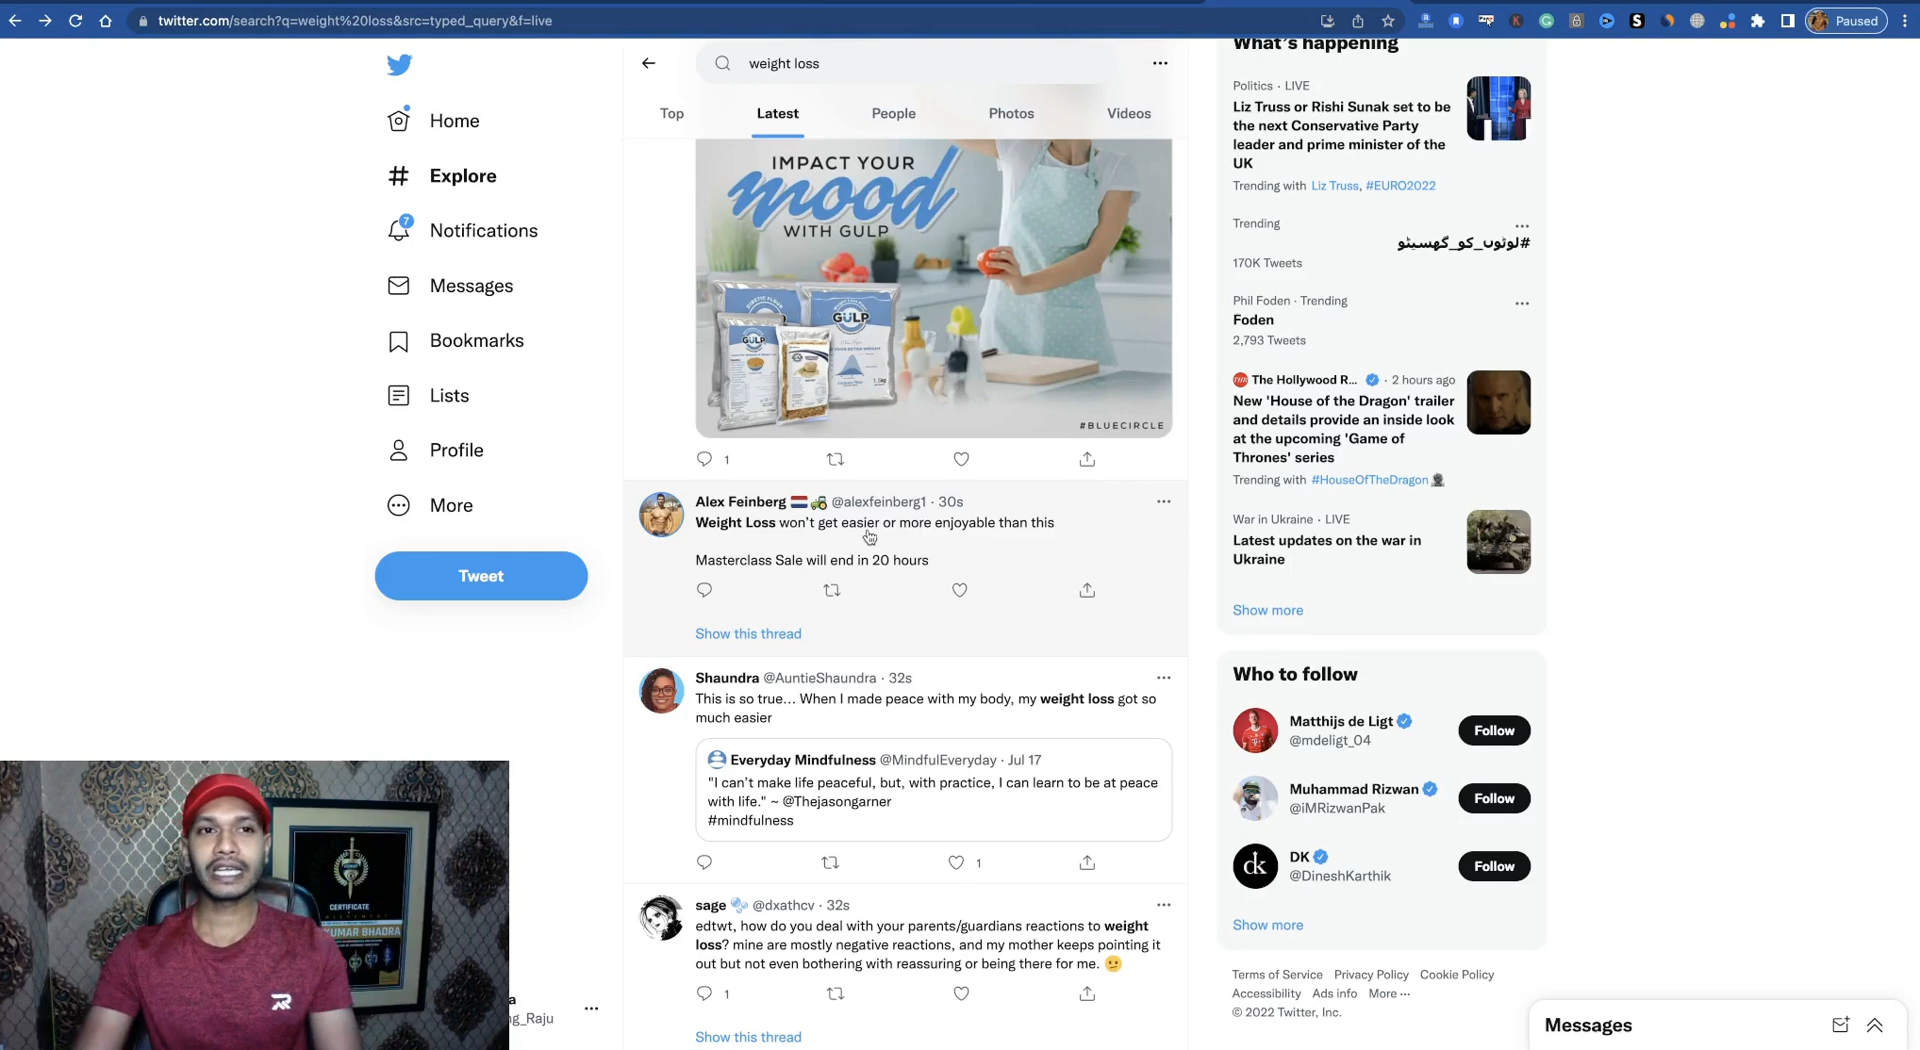 twitter.com/search?q=weight%20loss&src=typed_query&f=live
Paused
Home
Explore
7
Notifications
Messages
Bookmarks
Lists
Profile
More
Tweet
weight loss
Top
Latest
People
Photos
Videos
IMPACT YOUR
mood
WITH GULP
GULP
GULP
#BLUECIRCLE
1
Alex Feinberg @alexfeinberg1 · 30s
Weight Loss won't get easier or more enjoyable than this
Masterclass Sale will end in 20 hours
Show this thread
Shaundra @AuntieShaundra · 32s
This is so true... When I made peace with my body, my weight loss got so
much easier
Everyday Mindfulness @MindfulEveryday · Jul 17
"I can't make life peaceful, but, with practice, I can learn to be at peace
with life." ~ @Thejasongarner
#mindfulness
1
sage @dxathcv · 32s
edtwt, how do you deal with your parents/guardians reactions to weight
loss? mine are mostly negative reactions, and my mother keeps pointing it
out but not even bothering with reassuring or being there for me.
1
Show this thread
What's happening
Politics · LIVE
Liz Truss or Rishi Sunak set to be
the next Conservative Party
leader and prime minister of the
UK
Trending with Liz Truss, #EURO2022
Trending
#لوٹوں_کو_گھسیٹو
170K Tweets
Phil Foden · Trending
Foden
2,793 Tweets
The Hollywood R... · 2 hours ago
New 'House of the Dragon' trailer
and details provide an inside look
at the upcoming 'Game of
Thrones' series
Trending with #HouseOfTheDragon
War in Ukraine · LIVE
Latest updates on the war in
Ukraine
Show more
Who to follow
Matthijs de Ligt
@mdeligt_04
Follow
Muhammad Rizwan
@iMRizwanPak
Follow
dk
DK
@DineshKarthik
Follow
Show more
Terms of Service Privacy Policy Cookie Policy
Accessibility Ads info More ···
© 2022 Twitter, Inc.
Messages
CERTIFICATE
KUMAR BHADRA
a
ng_Raju